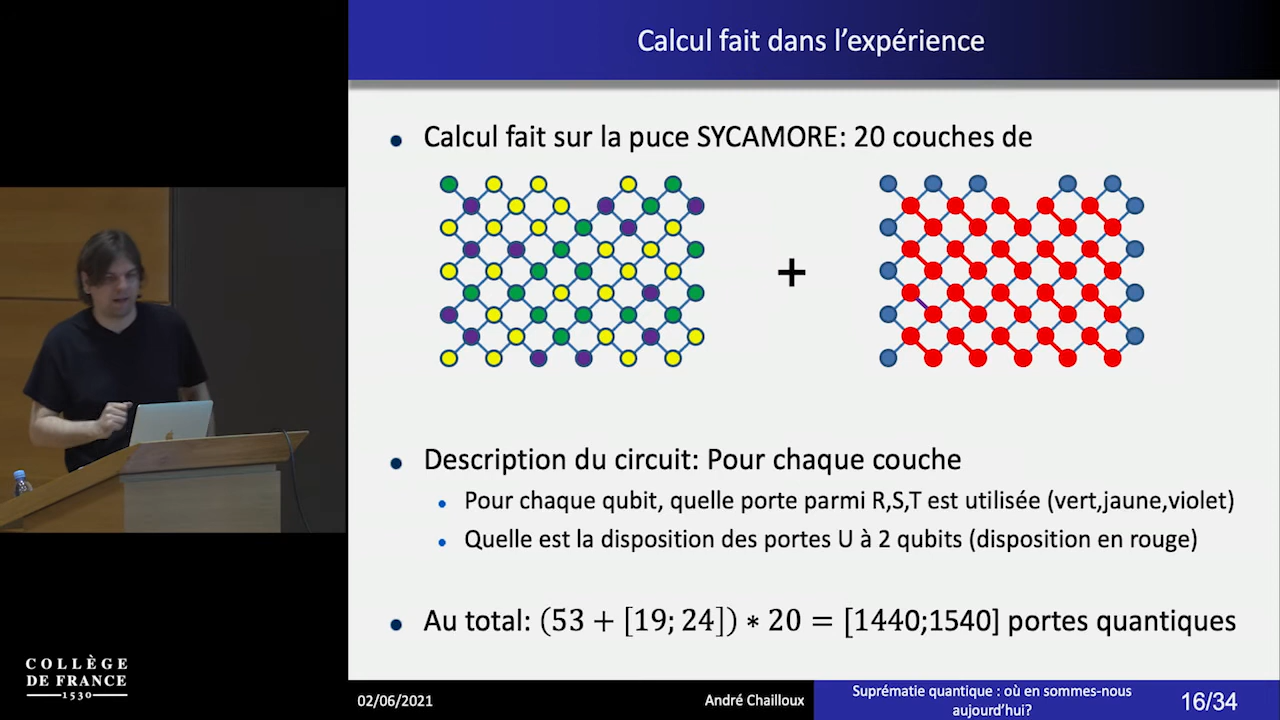 Calcul fait dans l'expérience
Calcul fait sur la puce SYCAMORE: 20 couches de
+
Description du circuit: Pour chaque couche
Pour chaque qubit, quelle porte parmi R,S,T est utilisée (vert,jaune,violet)
Quelle est la disposition des portes U à 2 qubits (disposition en rouge)
Au total: (53 + [19; 24]) ∗ 20 = [1440;1540] portes quantiques
COLLÈGE
DE FRANCE
1530
02/06/2021
André Chailloux
Suprématie quantique : où en sommes-nous
aujourd'hui?
16/34